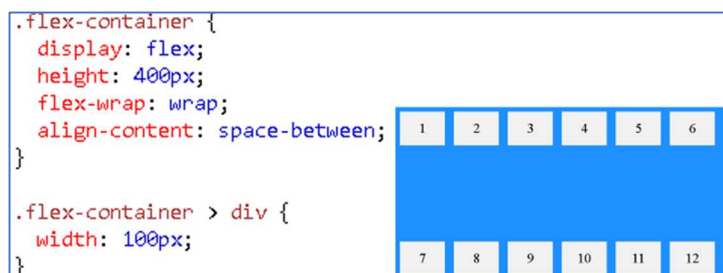 .flex-container {
  display: flex;
  height: 400px;
  flex-wrap: wrap;
  align-content: space-between;
}
.flex-container > div {
  width: 100px;
}
1 2 3 4 5 6
7 8 9 10 11 12